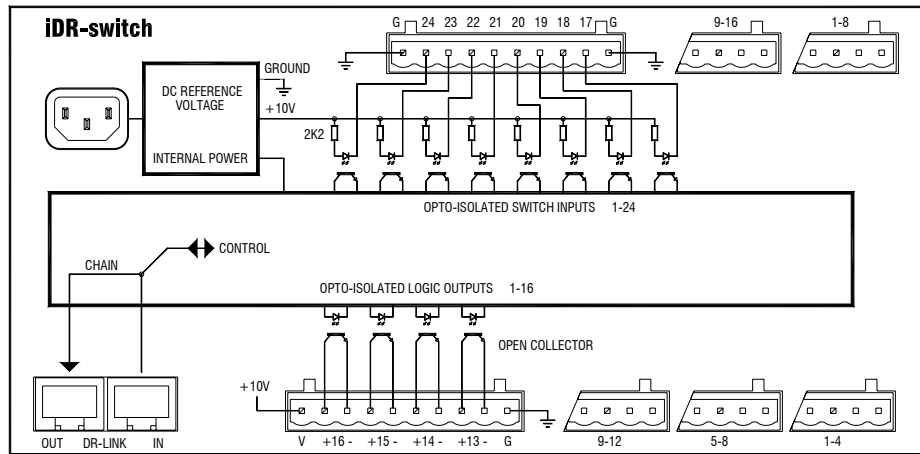 iDR-switch
G 24 23 22 21 20 19 18 17 G
9-16
1-8
GROUND
DC REFERENCE
VOLTAGE
+10V
2K2
INTERNAL POWER
OPTO-ISOLATED SWITCH INPUTS 1-24
CONTROL
CHAIN
OPTO-ISOLATED LOGIC OUTPUTS 1-16
OPEN COLLECTOR
+10V
OUT DR-LINK IN
V +16 - +15 - +14 - +13 - G
9-12
5-8
1-4